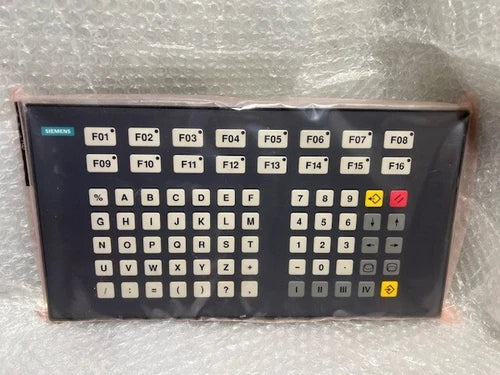 SIEMENS
F01 F02 F03 F04 F05 F06 F07 F08
F09 F10 F11 F12 F13 F14 F15 F16
% A B C D E F 7 8 9
G H I J K L M 4 5 6
N O P Q R S T 1 2 3
U V W X Y Z + - 0 .
/ : = ( ) ? , I II III IV